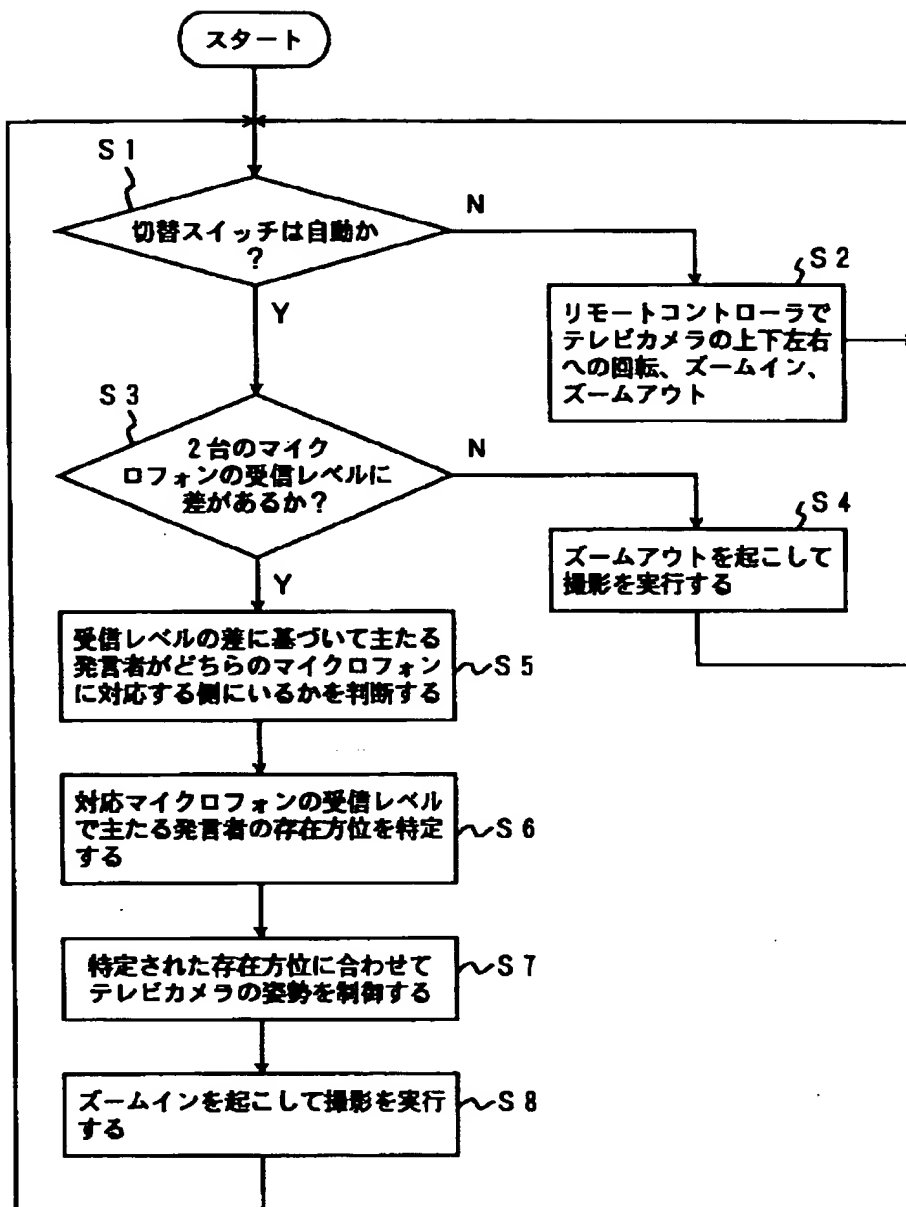 スタート
S1
切替スイッチは自動か
?
N
Y
S2
リモートコントローラで
テレビカメラの上下左右
への回転、ズームイン、
ズームアウト
S3
2台のマイク
ロフォンの受信レベルに
差があるか?
N
Y
S4
ズームアウトを起こして
撮影を実行する
受信レベルの差に基づいて主たる
発言者がどちらのマイクロフォン
に対応する側にいるかを判断する
S5
対応マイクロフォンの受信レベル
で主たる発言者の存在方位を特定
する
S6
特定された存在方位に合わせて
テレビカメラの姿勢を制御する
S7
ズームインを起こして撮影を実行
する
S8